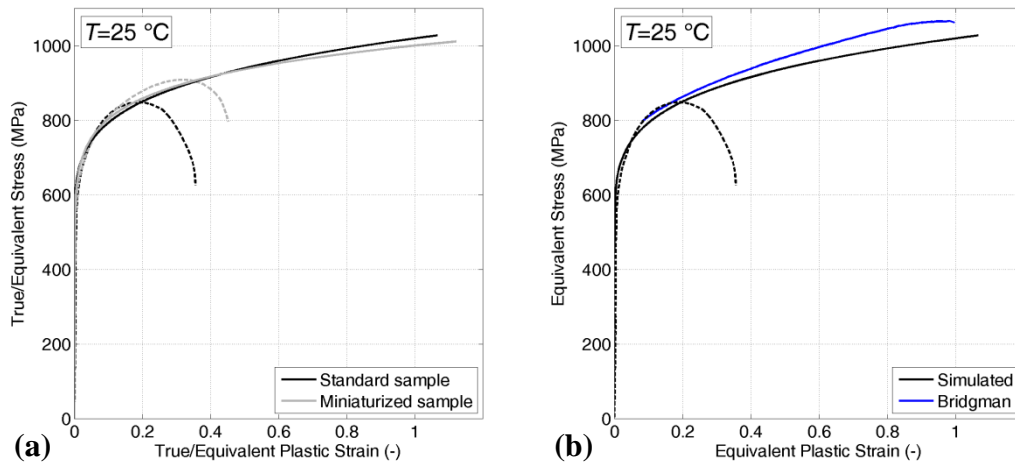 T=25 °C
1000
800
600
400
200
0
True/Equivalent Stress (MPa)
0 0.2 0.4 0.6 0.8 1
True/Equivalent Plastic Strain (-)
Standard sample
Miniaturized sample
(a)
T=25 °C
1000
800
600
400
200
0
Equivalent Stress (MPa)
0 0.2 0.4 0.6 0.8 1
Equivalent Plastic Strain (-)
Simulated
Bridgman
(b)